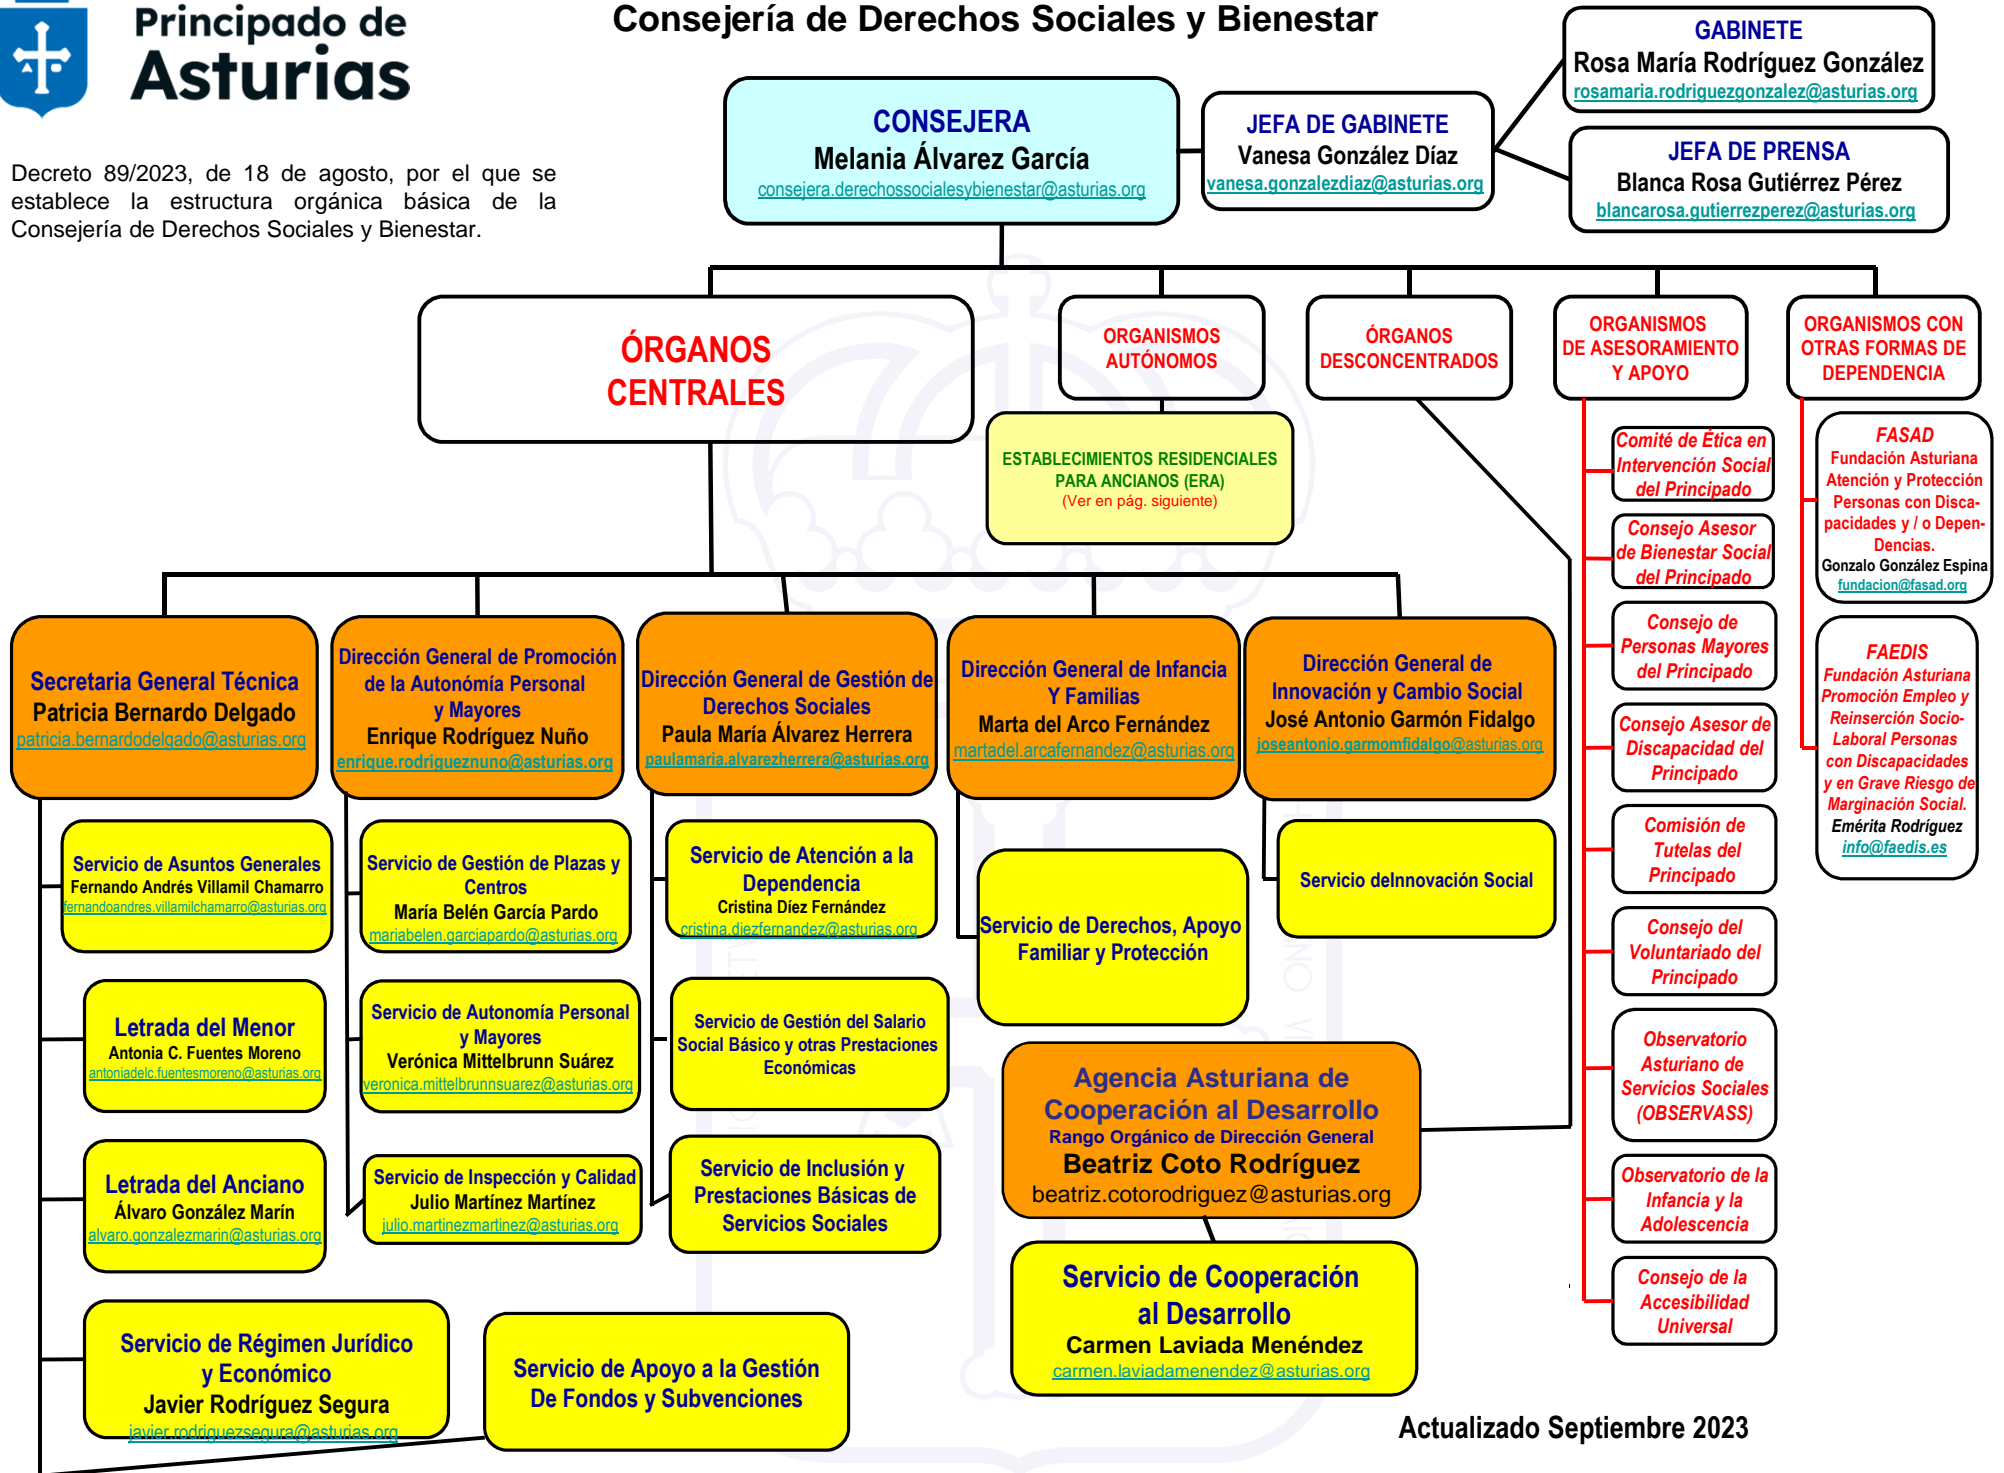 Principado de
Asturias
Consejería de Derechos Sociales y Bienestar
Decreto 89/2023, de 18 de agosto, por el que se
establece la estructura orgánica básica de la
Consejería de Derechos Sociales y Bienestar.
CONSEJERA
Melania Álvarez García
consejera.derechossocialesybienestar@asturias.org
JEFA DE GABINETE
Vanesa González Díaz
vanesa.gonzalezdiaz@asturias.org
GABINETE
Rosa María Rodríguez González
rosamaria.rodriguezgonzalez@asturias.org
JEFA DE PRENSA
Blanca Rosa Gutiérrez Pérez
blancarosa.gutierrezperez@asturias.org
ÓRGANOS
CENTRALES
ORGANISMOS
AUTÓNOMOS
ÓRGANOS
DESCONCENTRADOS
ORGANISMOS
DE ASESORAMIENTO
Y APOYO
ORGANISMOS CON
OTRAS FORMAS DE
DEPENDENCIA
ESTABLECIMIENTOS RESIDENCIALES
PARA ANCIANOS (ERA)
(Ver en pág. siguiente)
Secretaria General Técnica
Patricia Bernardo Delgado
patricia.bernardodelgado@asturias.org
Dirección General de Promoción
de la Autonómía Personal
y Mayores
Enrique Rodríguez Nuño
enrique.rodrigueznuno@asturias.org
Dirección General de Gestión de
Derechos Sociales
Paula María Álvarez Herrera
paulamaria.alvarezherrera@asturias.org
Dirección General de Infancia
Y Familias
Marta del Arco Fernández
martadel.arcafernandez@asturias.org
Dirección General de
Innovación y Cambio Social
José Antonio Garmón Fidalgo
joseantonio.garmomfidalgo@asturias.org
Servicio de Asuntos Generales
Fernando Andrés Villamil Chamarro
fernandoandres.villamilchamarro@asturias.org
Letrada del Menor
Antonia C. Fuentes Moreno
antoniadelc.fuentesmoreno@asturias.org
Letrada del Anciano
Álvaro González Marín
alvaro.gonzalezmarin@asturias.org
Servicio de Régimen Jurídico
y Económico
Javier Rodríguez Segura
javier.rodriguezsegura@asturias.org
Servicio de Apoyo a la Gestión
De Fondos y Subvenciones
Servicio de Gestión de Plazas y
Centros
María Belén García Pardo
mariabelen.garciapardo@asturias.org
Servicio de Autonomía Personal
y Mayores
Verónica Mittelbrunn Suárez
veronica.mittelbrunnsuarez@asturias.org
Servicio de Inspección y Calidad
Julio Martínez Martínez
julio.martinezmartinez@asturias.org
Servicio de Atención a la
Dependencia
Cristina Díez Fernández
cristina.diezfernandez@asturias.org
Servicio de Gestión del Salario
Social Básico y otras Prestaciones
Económicas
Servicio de Inclusión y
Prestaciones Básicas de
Servicios Sociales
Servicio de Derechos, Apoyo
Familiar y Protección
Servicio deInnovación Social
Agencia Asturiana de
Cooperación al Desarrollo
Rango Orgánico de Dirección General
Beatriz Coto Rodríguez
beatriz.cotorodriguez@asturias.org
Servicio de Cooperación
al Desarrollo
Carmen Laviada Menéndez
carmen.laviadamenendez@asturias.org
Comité de Ética en
Intervención Social
del Principado
Consejo Asesor
de Bienestar Social
del Principado
Consejo de
Personas Mayores
del Principado
Consejo Asesor de
Discapacidad del
Principado
Comisión de
Tutelas del
Principado
Consejo del
Voluntariado del
Principado
Observatorio
Asturiano de
Servicios Sociales
(OBSERVASS)
Observatorio de la
Infancia y la
Adolescencia
Consejo de la
Accesibilidad
Universal
FASAD
Fundación Asturiana
Atención y Protección
Personas con Disca-
pacidades y / o Depen-
Dencias.
Gonzalo González Espina
fundacion@fasad.org
FAEDIS
Fundación Asturiana
Promoción Empleo y
Reinserción Socio-
Laboral Personas
con Discapacidades
y en Grave Riesgo de
Marginación Social.
Emérita Rodríguez
info@faedis.es
Actualizado Septiembre 2023